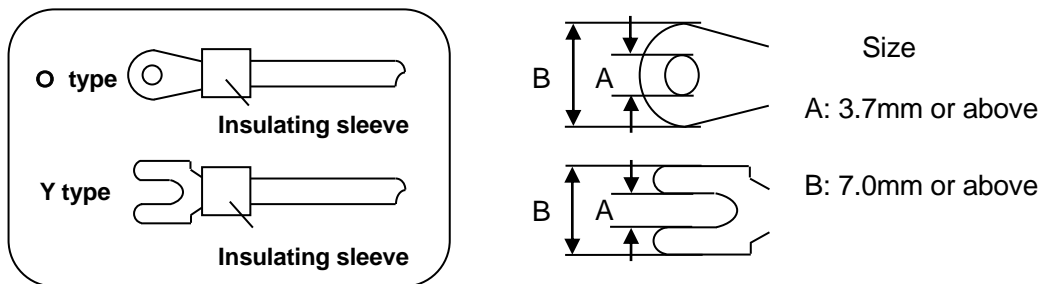 O type
Insulating sleeve
Y type
Insulating sleeve
B
A
B
A
Size
A: 3.7mm or above
B: 7.0mm or above